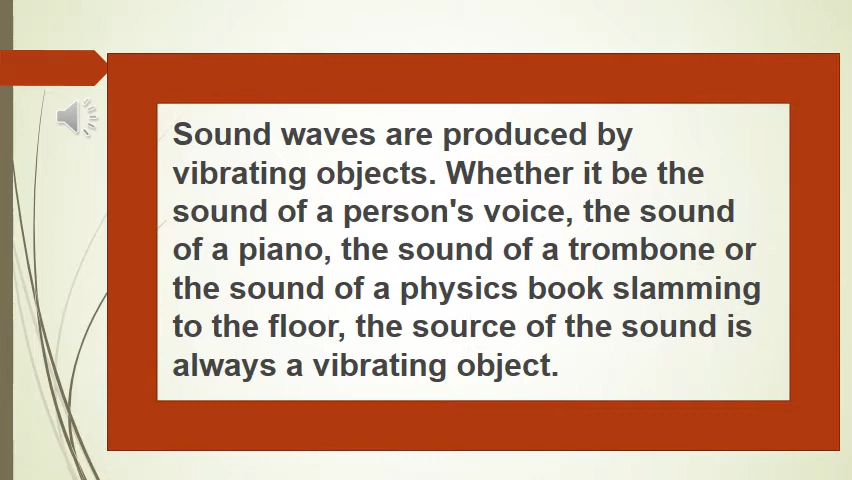 Sound waves are produced by
vibrating objects. Whether it be the
sound of a person's voice, the sound
of a piano, the sound of a trombone or
the sound of a physics book slamming
to the floor, the source of the sound is
always a vibrating object.